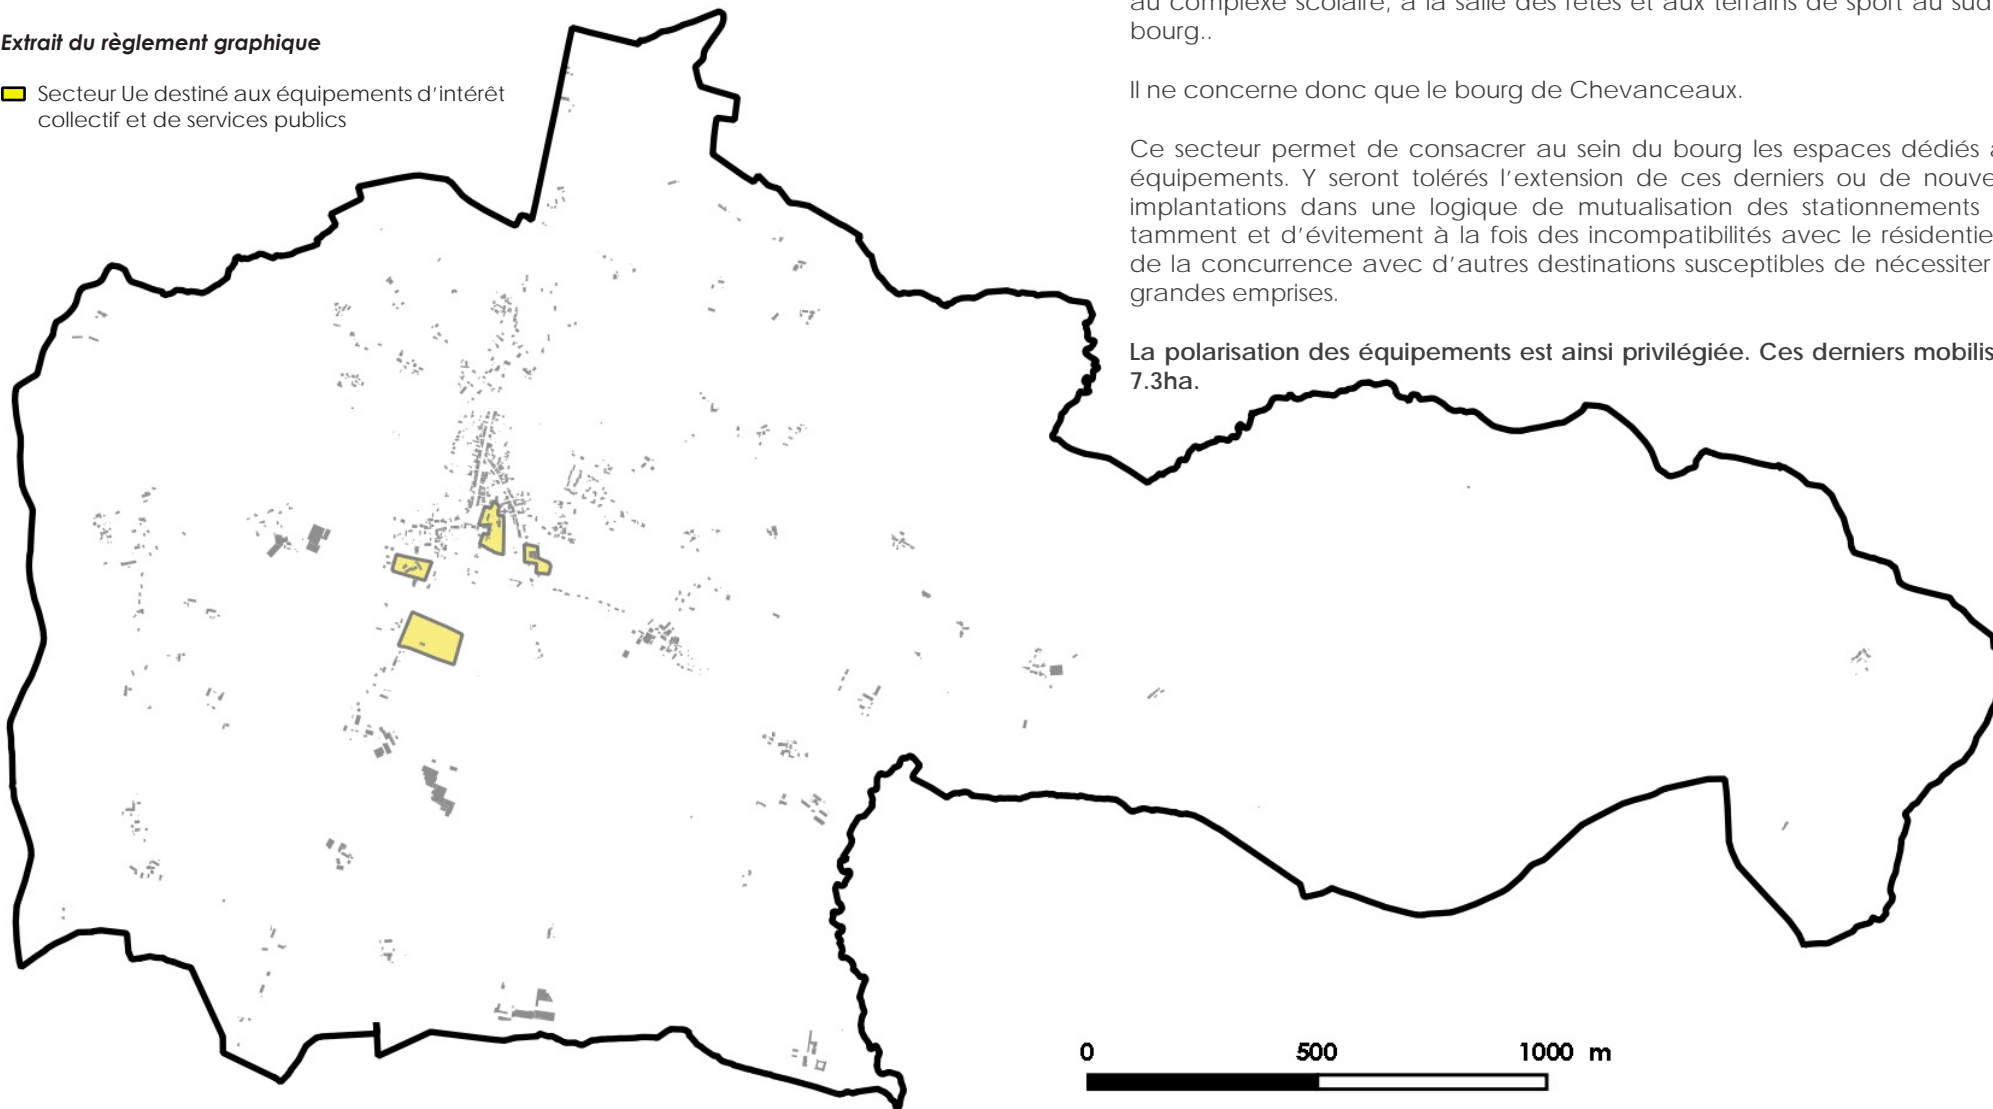 Extrait du règlement graphique
Secteur Ue destiné aux équipements d'intérêt
collectif et de services publics
au complexe scolaire, à la salle des fêtes et aux terrains de sport au sud
bourg..
Il ne concerne donc que le bourg de Chevanceaux.
Ce secteur permet de consacrer au sein du bourg les espaces dédiés a
équipements. Y seront tolérés l'extension de ces derniers ou de nouve
implantations dans une logique de mutualisation des stationnements
tamment et d'évitement à la fois des incompatibilités avec le résidentie
de la concurrence avec d'autres destinations susceptibles de nécessiter
grandes emprises.
La polarisation des équipements est ainsi privilégiée. Ces derniers mobilis
7.3ha.
0 500 1000 m